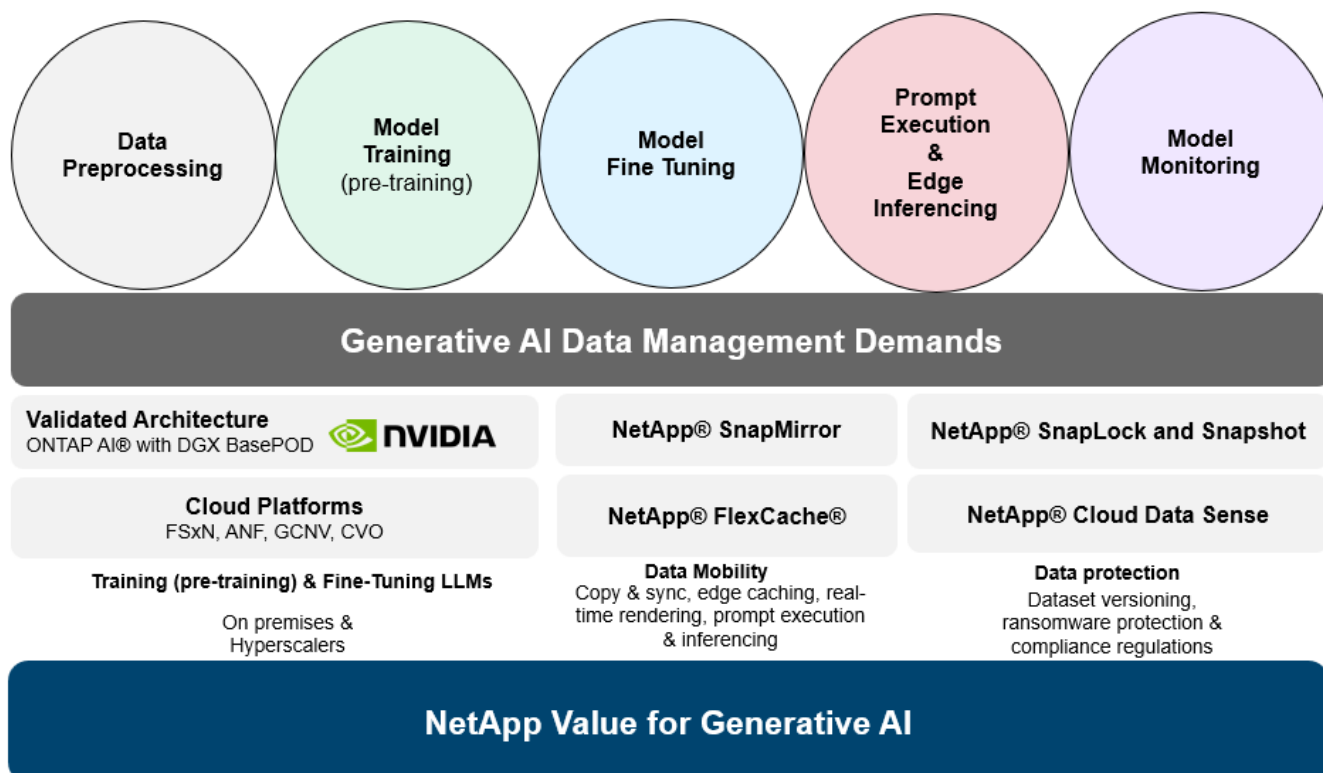 Data
Preprocessing
Model
Training
(pre-training)
Model
Fine Tuning
Prompt
Execution
&
Edge
Inferencing
Model
Monitoring
Generative AI Data Management Demands
Validated Architecture
ONTAP AI® with DGX BasePOD
NVIDIA
Cloud Platforms
FSxN, ANF, GCNV, CVO
Training (pre-training) & Fine-Tuning LLMs
On premises &
Hyperscalers
NetApp® SnapMirror
NetApp® FlexCache®
Data Mobility
Copy & sync, edge caching, real-
time rendering, prompt execution
& inferencing
NetApp® SnapLock and Snapshot
NetApp® Cloud Data Sense
Data protection
Dataset versioning,
ransomware protection &
compliance regulations
NetApp Value for Generative AI